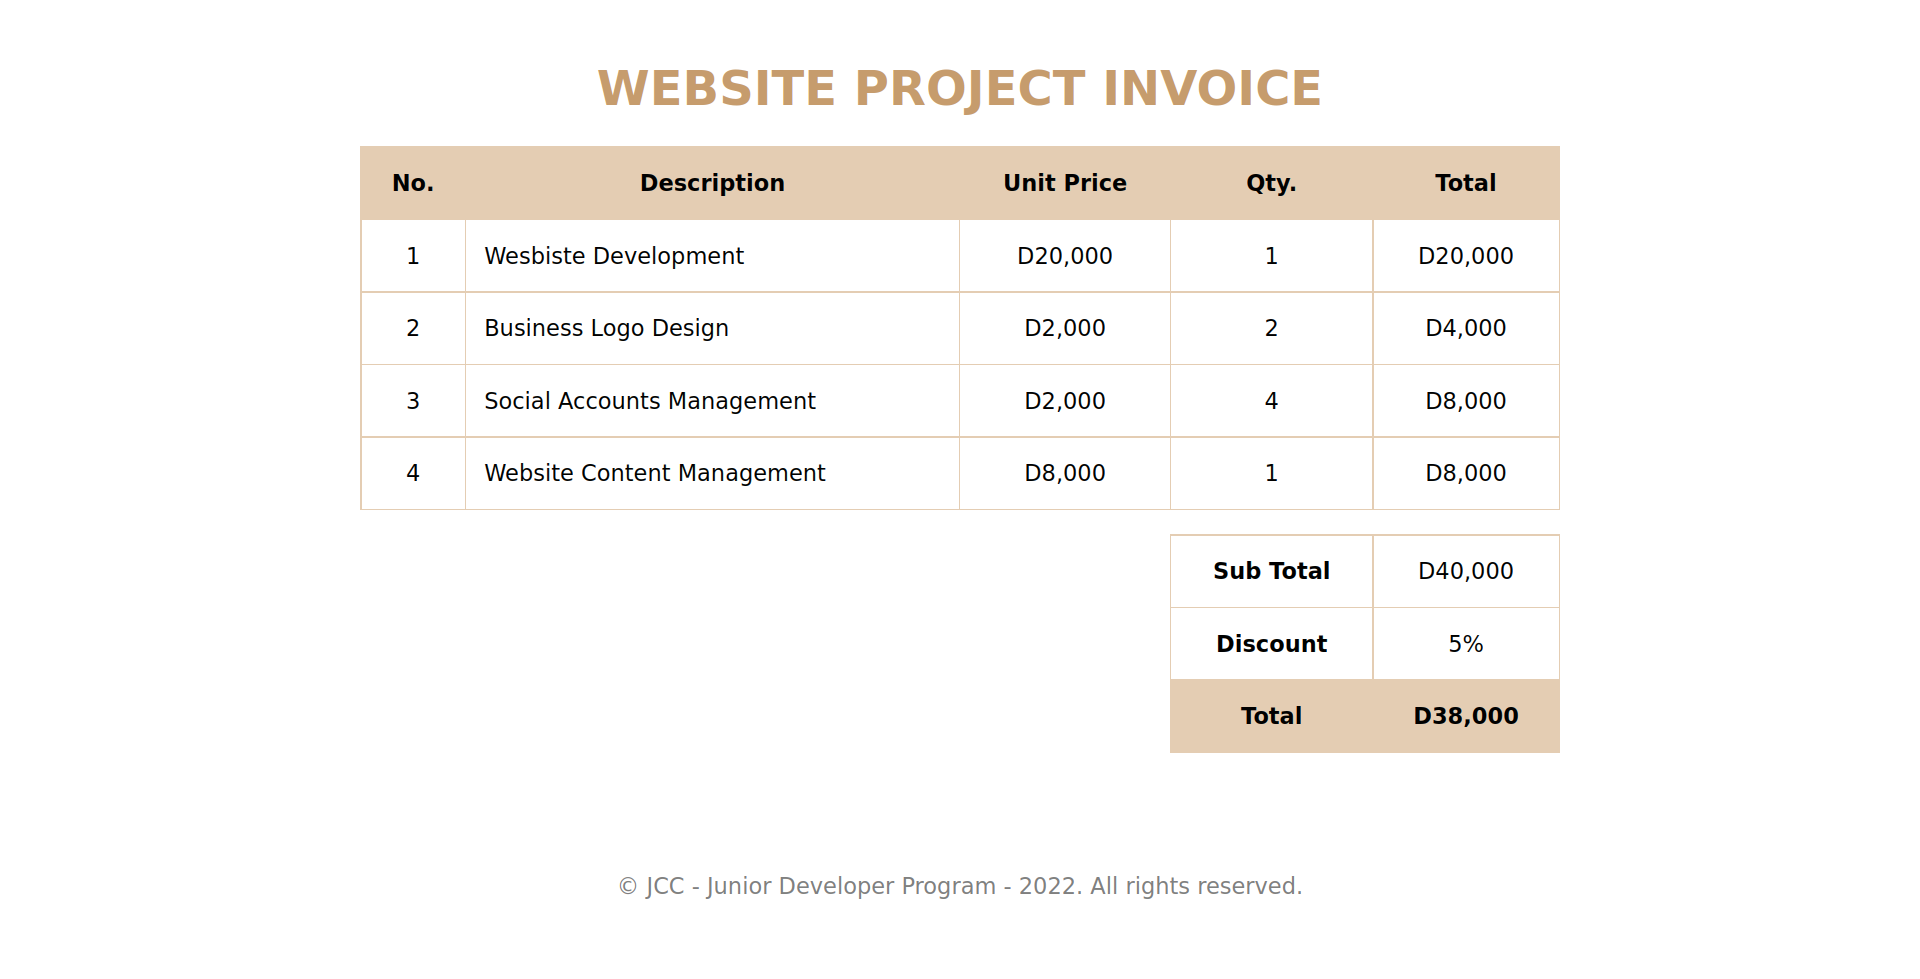 WEBSITE PROJECT INVOICE
No. Description Unit Price Qty. Total
1 Wesbiste Development D20,000 1 D20,000
2 Business Logo Design D2,000 2 D4,000
3 Social Accounts Management D2,000 4 D8,000
4 Website Content Management D8,000 1 D8,000
Sub Total D40,000
Discount 5%
Total D38,000
© JCC - Junior Developer Program - 2022. All rights reserved.